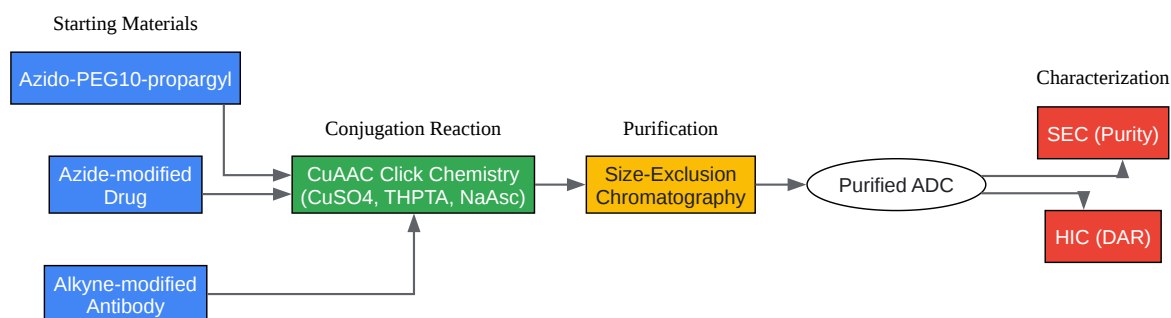 Starting Materials
Azido-PEG10-propargyl
Azide-modified
Drug
Alkyne-modified
Antibody
Conjugation Reaction
CuAAC Click Chemistry
(CuSO4, THPTA, NaAsc)
Purification
Size-Exclusion
Chromatography
Purified ADC
Characterization
SEC (Purity)
HIC (DAR)